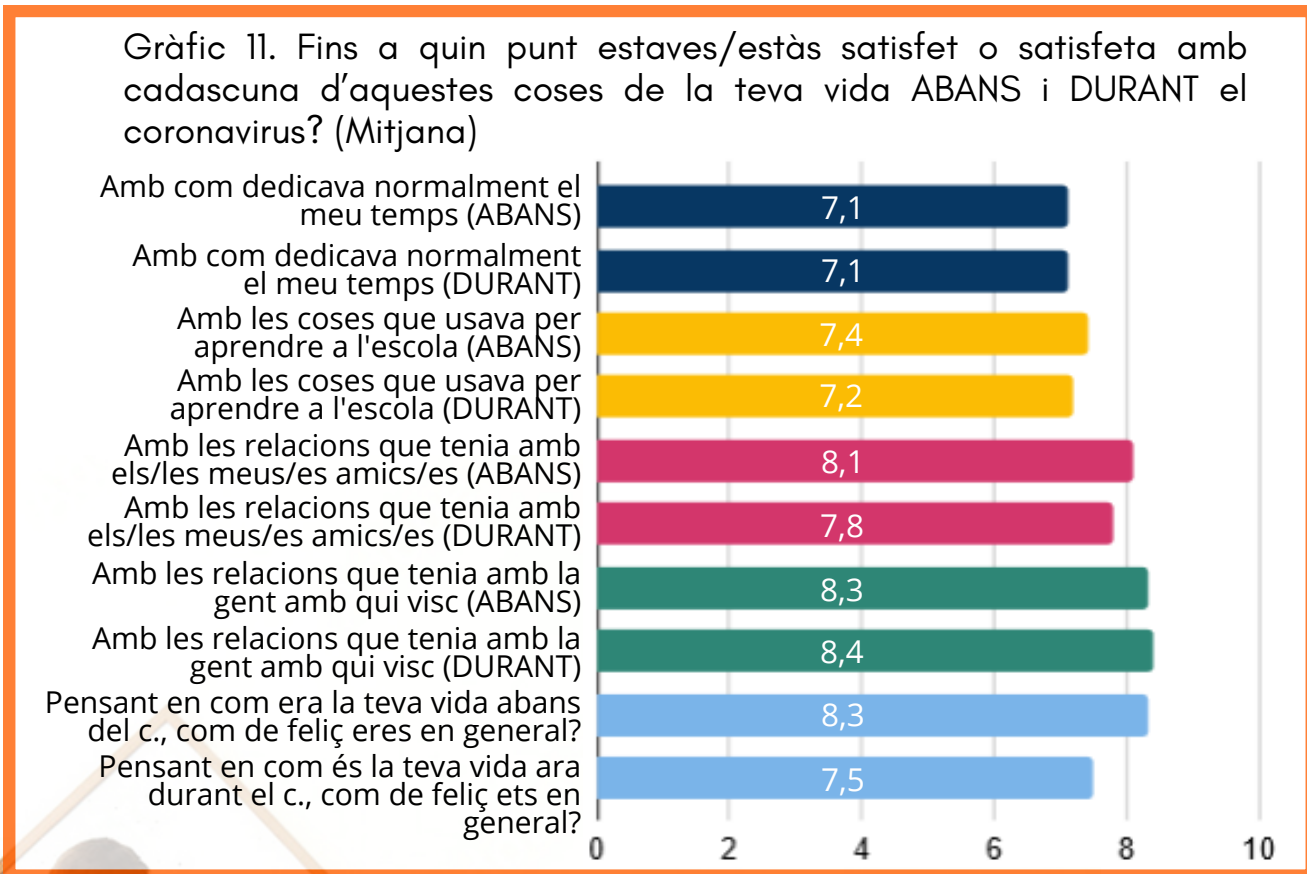 Gràfic 11. Fins a quin punt estaves/estàs satisfet o satisfeta amb
cadascuna d'aquestes coses de la teva vida ABANS i DURANT el
coronavirus? (Mitjana)
Amb com dedicava normalment el
meu temps (ABANS)
7,1
Amb com dedicava normalment
el meu temps (DURANT)
7,1
Amb les coses que usava per
aprendre a l'escola (ABANS)
7,4
Amb les coses que usava per
aprendre a l'escola (DURANT)
7,2
Amb les relacions que tenia amb
els/les meus/es amics/es (ABANS)
8,1
Amb les relacions que tenia amb
els/les meus/es amics/es (DURANT)
7,8
Amb les relacions que tenia amb la
gent amb qui visc (ABANS)
8,3
Amb les relacions que tenia amb la
gent amb qui visc (DURANT)
8,4
Pensant en com era la teva vida abans
del c., com de feliç eres en general?
8,3
Pensant en com és la teva vida ara
durant el c., com de feliç ets en
general?
7,5
0 2 4 6 8 10